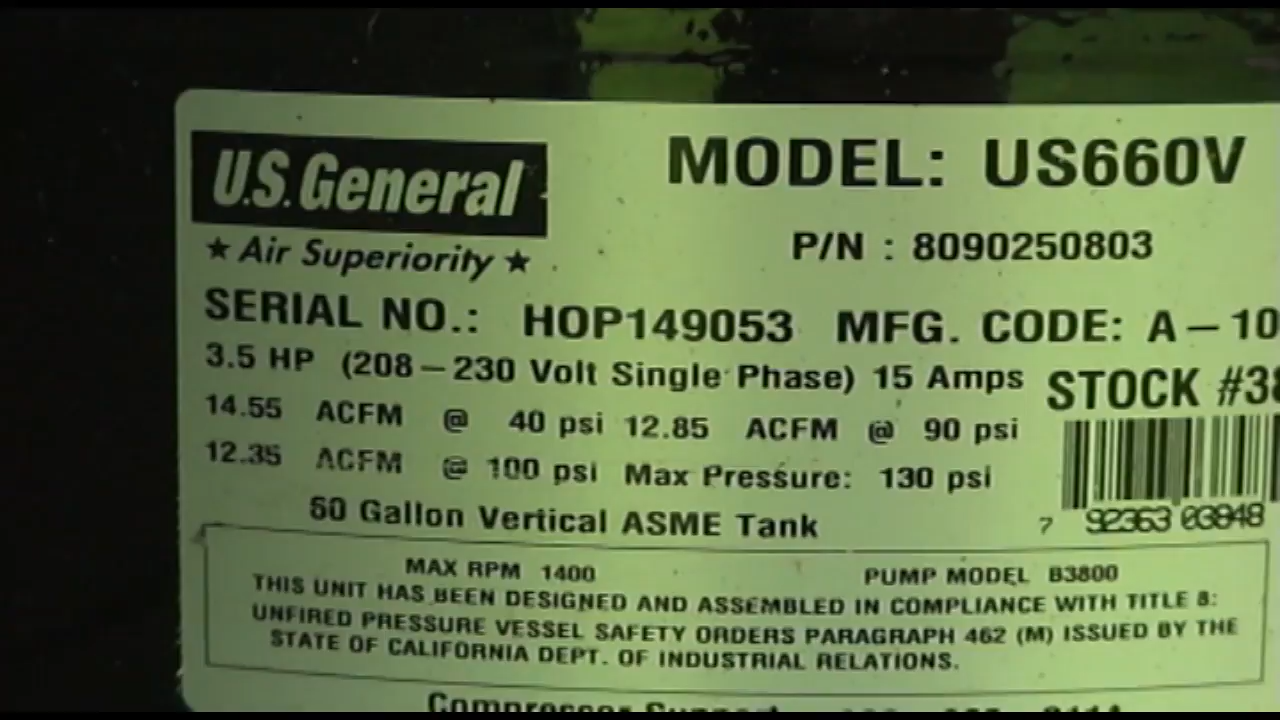 U.S. General
★ Air Superiority ★
MODEL: US660V
P/N : 8090250803
SERIAL NO.: HOP149053 MFG. CODE: A – 10
3.5 HP (208 – 230 Volt Single Phase) 15 Amps
STOCK #38
14.55 ACFM @ 40 psi 12.85 ACFM @ 90 psi
12.35 ACFM @ 100 psi Max Pressure: 130 psi
7 92363 03848
60 Gallon Vertical ASME Tank
MAX RPM 1400 PUMP MODEL B3800
THIS UNIT HAS BEEN DESIGNED AND ASSEMBLED IN COMPLIANCE WITH TITLE 8:
UNFIRED PRESSURE VESSEL SAFETY ORDERS PARAGRAPH 462 (M) ISSUED BY THE
STATE OF CALIFORNIA DEPT. OF INDUSTRIAL RELATIONS.
Compressor Support